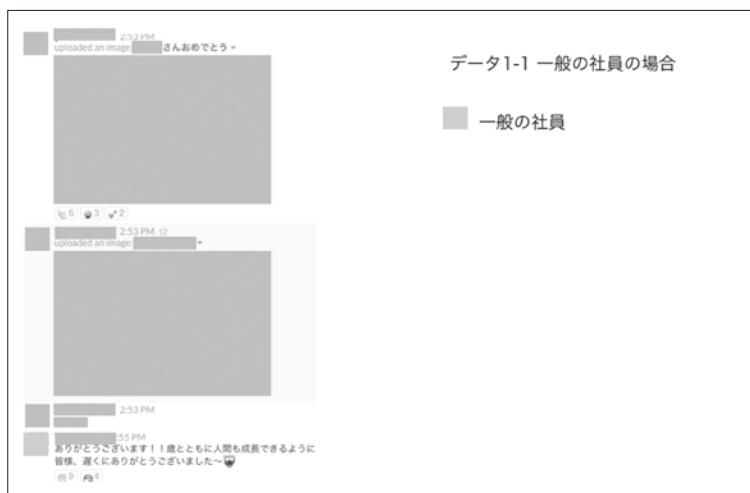 2:53 PM
uploaded an image: さんおめでとう
6 3 2
2:53 PM
uploaded an image:
2:53 PM
:55 PM
ありがとうございます！！歳とともに人間も成長できるように
皆様、遅くにありがとうございました〜
9 4
データ1-1 一般の社員の場合
一般の社員